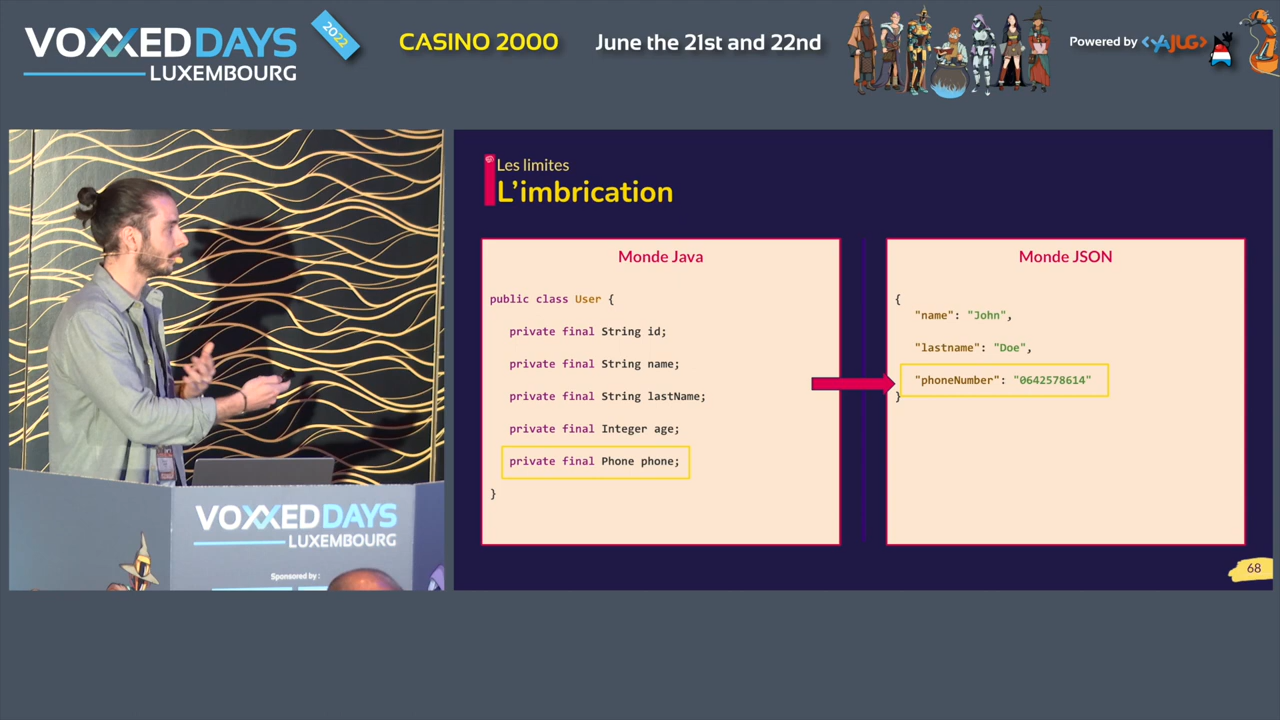 VOXXED DAYS
LUXEMBOURG
2022
CASINO 2000
June the 21st and 22nd
Powered by <YAJUG>
Les limites
L'imbrication
Monde Java
public class User {
private final String id;
private final String name;
private final String lastName;
private final Integer age;
private final Phone phone;
}
Monde JSON
{
"name": "John",
"lastname": "Doe",
"phoneNumber": "0642578614"
}
68
VOXXED DAYS
LUXEMBOURG
Sponsored by :